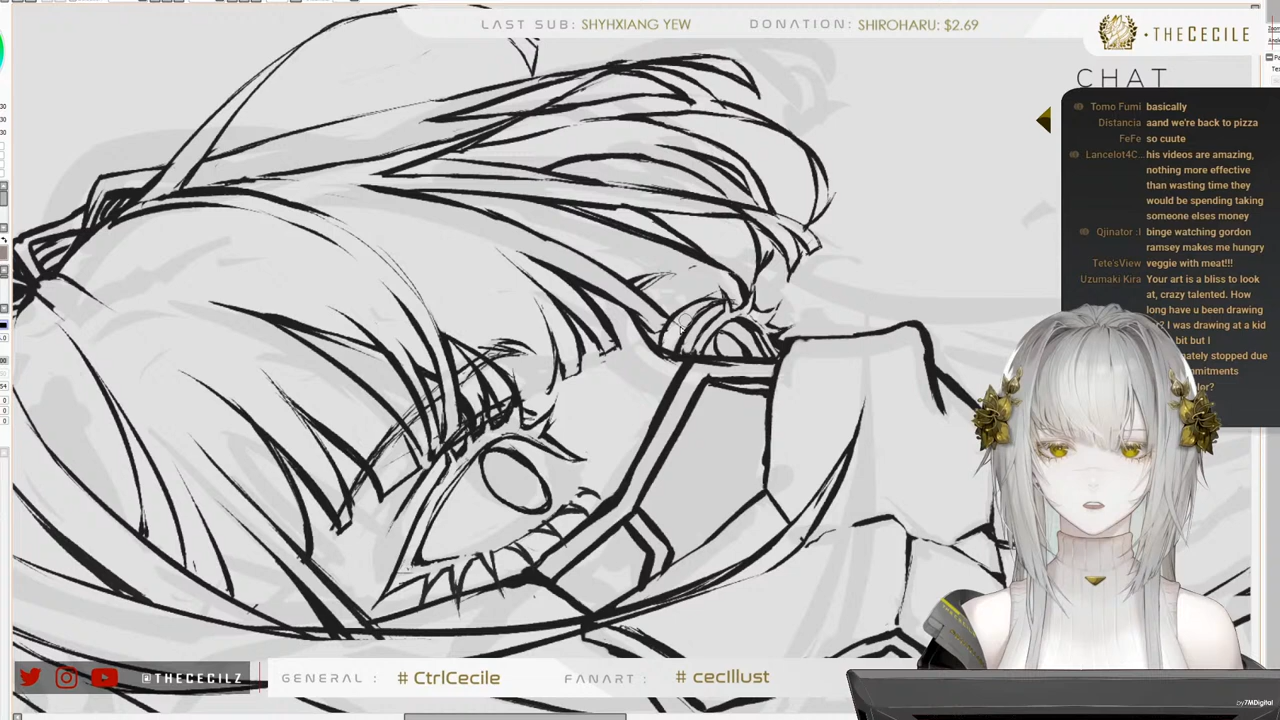 LAST SUB: SHYHXIANG YEW
DONATION: SHIROHARU: $2.69
• THECECILE
CHAT
Tomo Fumi basically
Distancia aand we're back to pizza
FeFe so cuute
Lancelot4C... his videos are amazing,
nothing more effective
than wasting time they
would be spending taking
someone elses money
Qjinator :I binge watching gordon
ramsey makes me hungry
Tete'sView veggie with meat!!!
Uzumaki Kira Your art is a bliss to look
at, crazy talented. How
long have u been drawing
? I was drawing at a kid
bit but I
stopped due
@THECECILZ
GENERAL : # CtrlCecile
FANART : # cecIllust
by7MDigital